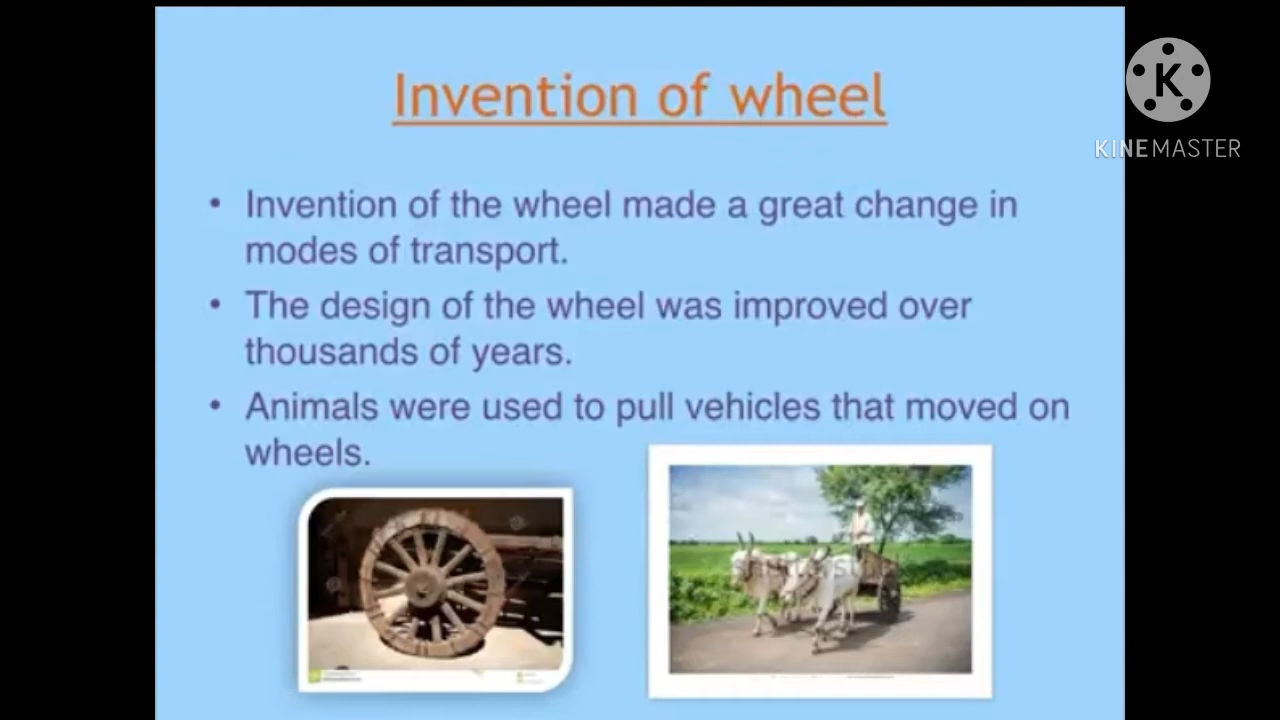 Invention of wheel
K
KINEMASTER
• Invention of the wheel made a great change in
modes of transport.
• The design of the wheel was improved over
thousands of years.
• Animals were used to pull vehicles that moved on
wheels.